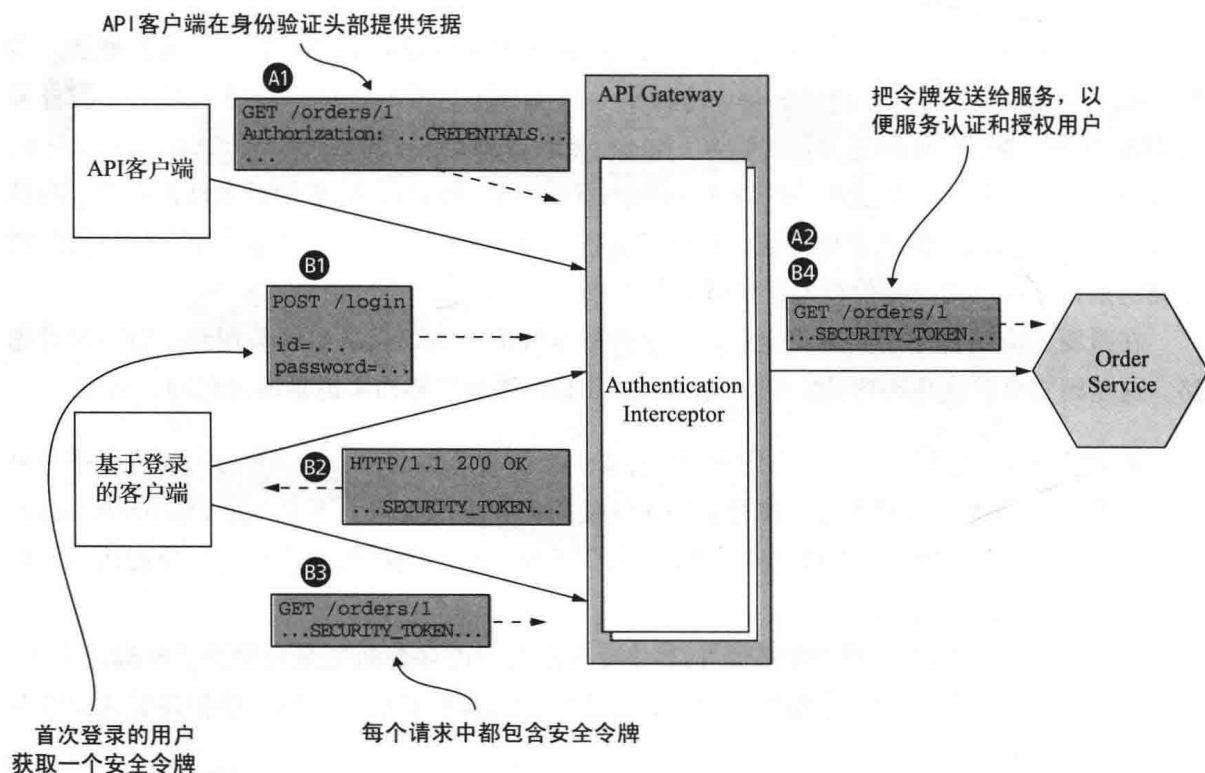 API客户端在身份验证头部提供凭据
A1
GET /orders/1
Authorization: ...CREDENTIALS...
...
API客户端
API Gateway
把令牌发送给服务，以
便服务认证和授权用户
B1
POST /login
id=...
password=...
A2
B4
GET /orders/1
...SECURITY_TOKEN...
Order
Service
Authentication
Interceptor
基于登录
的客户端
B2
HTTP/1.1 200 OK
...SECURITY_TOKEN...
B3
GET /orders/1
...SECURITY_TOKEN...
首次登录的用户
获取一个安全令牌
每个请求中都包含安全令牌